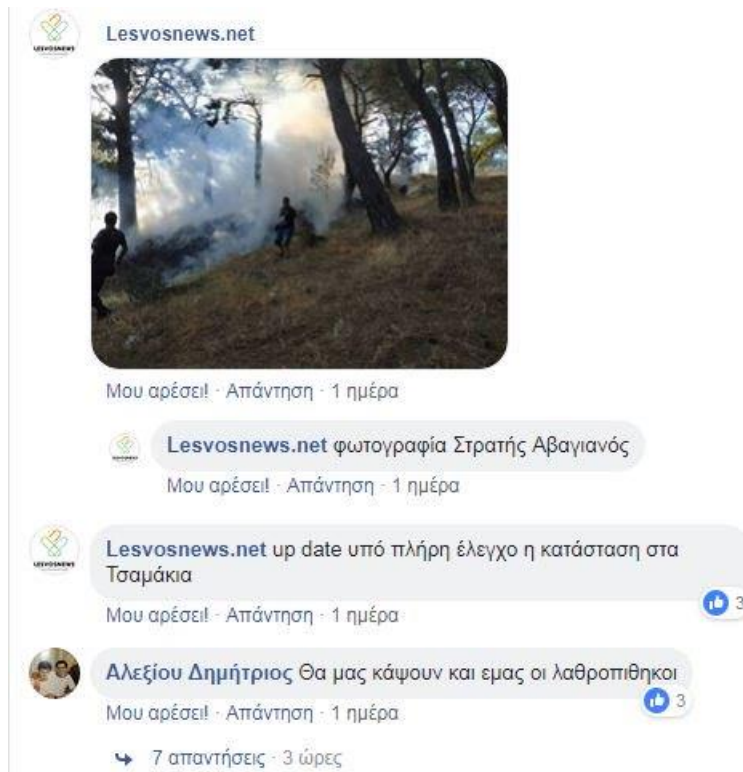 Lesvosnews.net
Μου αρέσει! · Απάντηση · 1 ημέρα
Lesvosnews.net φωτογραφία Στρατής Αβαγιανός
Μου αρέσει! · Απάντηση · 1 ημέρα
Lesvosnews.net up date υπό πλήρη έλεγχο η κατάσταση στα
Τσαμάκια
3
Μου αρέσει! · Απάντηση · 1 ημέρα
Αλεξίου Δημήτριος Θα μας κάψουν και εμας οι λαθροπιθηκοι
3
Μου αρέσει! · Απάντηση · 1 ημέρα
7 απαντήσεις · 3 ώρες